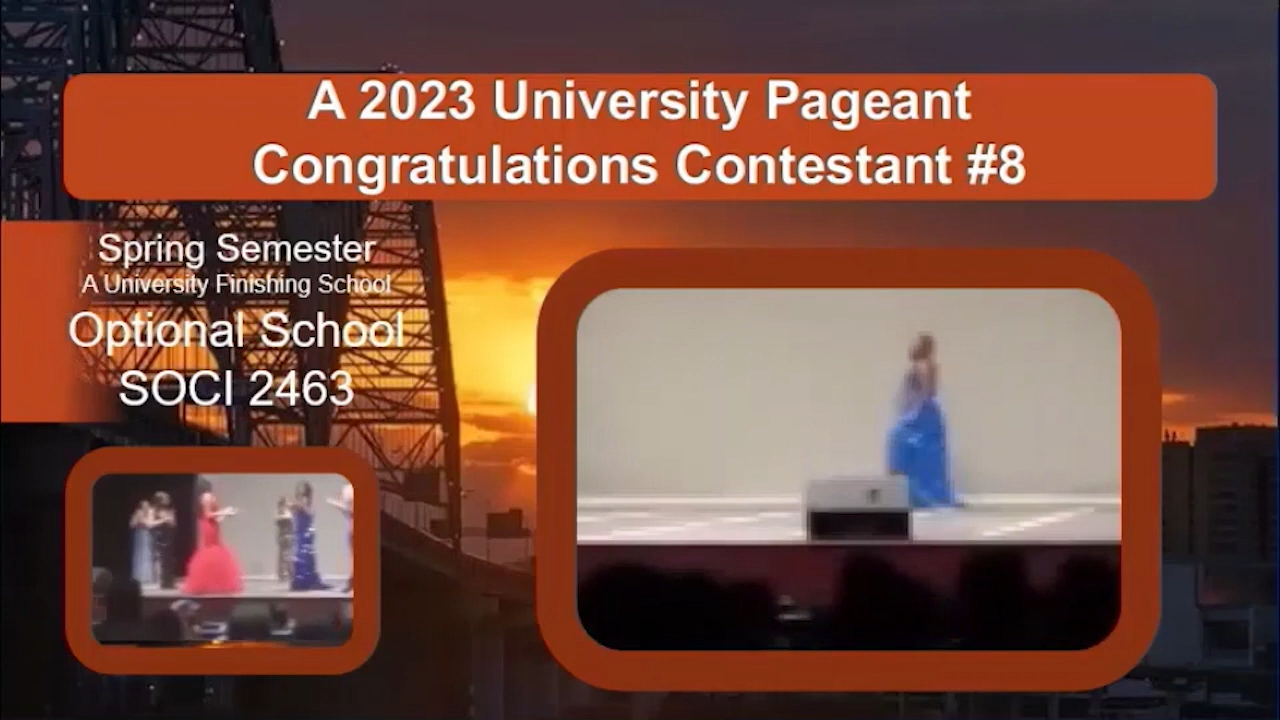 A 2023 University Pageant
Congratulations Contestant #8
Spring Semester
A University Finishing School
Optional School
SOCI 2463